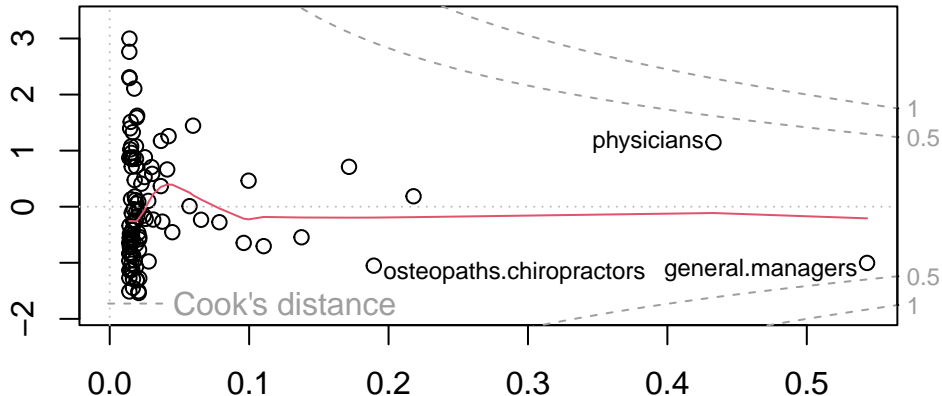 3
2
1
0
−2
physicians
osteopaths.chiropractors
general.managers
Cook's distance
1
0.5
0.5
1
0.0 0.1 0.2 0.3 0.4 0.5